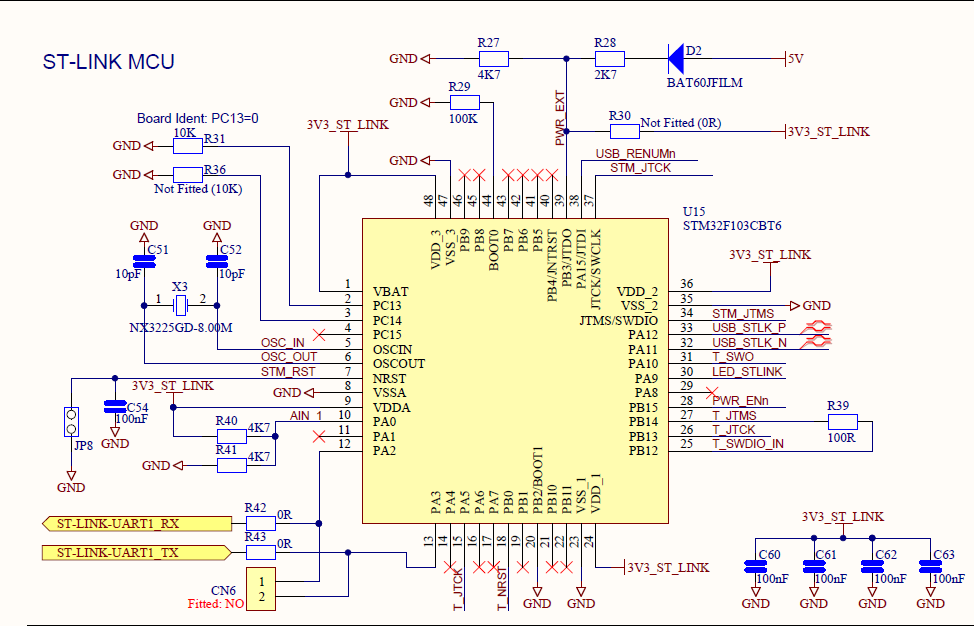 ST-LINK MCU
R27
GND
4K7
R28
2K7
D2
5V
BAT60JFILM
R29
GND
100K
PWR_EXT
R30
Not Fitted (0R)
3V3_ST_LINK
Board Ident: PC13=0
10K
R31
GND
3V3_ST_LINK
GND
USB_RENUMn
STM_JTCK
R36
GND
Not Fitted (10K)
48 47 46 45 44 43 42 41 40 39 38 37
U15
STM32F103CBT6
VDD_3
VSS_3
PB9
PB8
BOOT0
PB7
PB6
PB5
PB4/JNTRST
PB3/JTDO
PA15/JTDI
JTCK/SWCLK
GND
GND
C51
C52
10pF
10pF
X3
1
2
NX3225GD-8.00M
OSC_IN
OSC_OUT
STM_RST
3V3_ST_LINK
GND
AIN_1
1 VBAT
2 PC13
3 PC14
4 PC15
5 OSCIN
6 OSCOUT
7 NRST
8 VSSA
9 VDDA
10 PA0
11 PA1
12 PA2
3V3_ST_LINK
VDD_2 36
VSS_2 35 GND
JTMS/SWDIO 34 STM_JTMS
PA12 33 USB_STLK_P
PA11 32 USB_STLK_N
PA10 31 T_SWO
PA9 30 LED_STLINK
PA8 29
PB15 28 PWR_ENn
PB14 27 T_JTMS
PB13 26 T_JCK
PB12 25 T_SWDIO_IN
R39
100R
C54
100nF
GND
JP8
GND
R40
4K7
R41
4K7
GND
PA3
PA4
PA5
PA6
PA7
PB0
PB1
PB2/BOOT1
PB10
PB11
VSS_1
VDD_1
13 14 15 16 17 18 19 20 21 22 23 24
T_JTCK
T_NRST
GND
GND
3V3_ST_LINK
ST-LINK-UART1_RX
R42
0R
ST-LINK-UART1_TX
R43
0R
CN6
Fitted: NO
1
2
3V3_ST_LINK
C60
100nF
GND
C61
100nF
GND
C62
100nF
GND
C63
100nF
GND